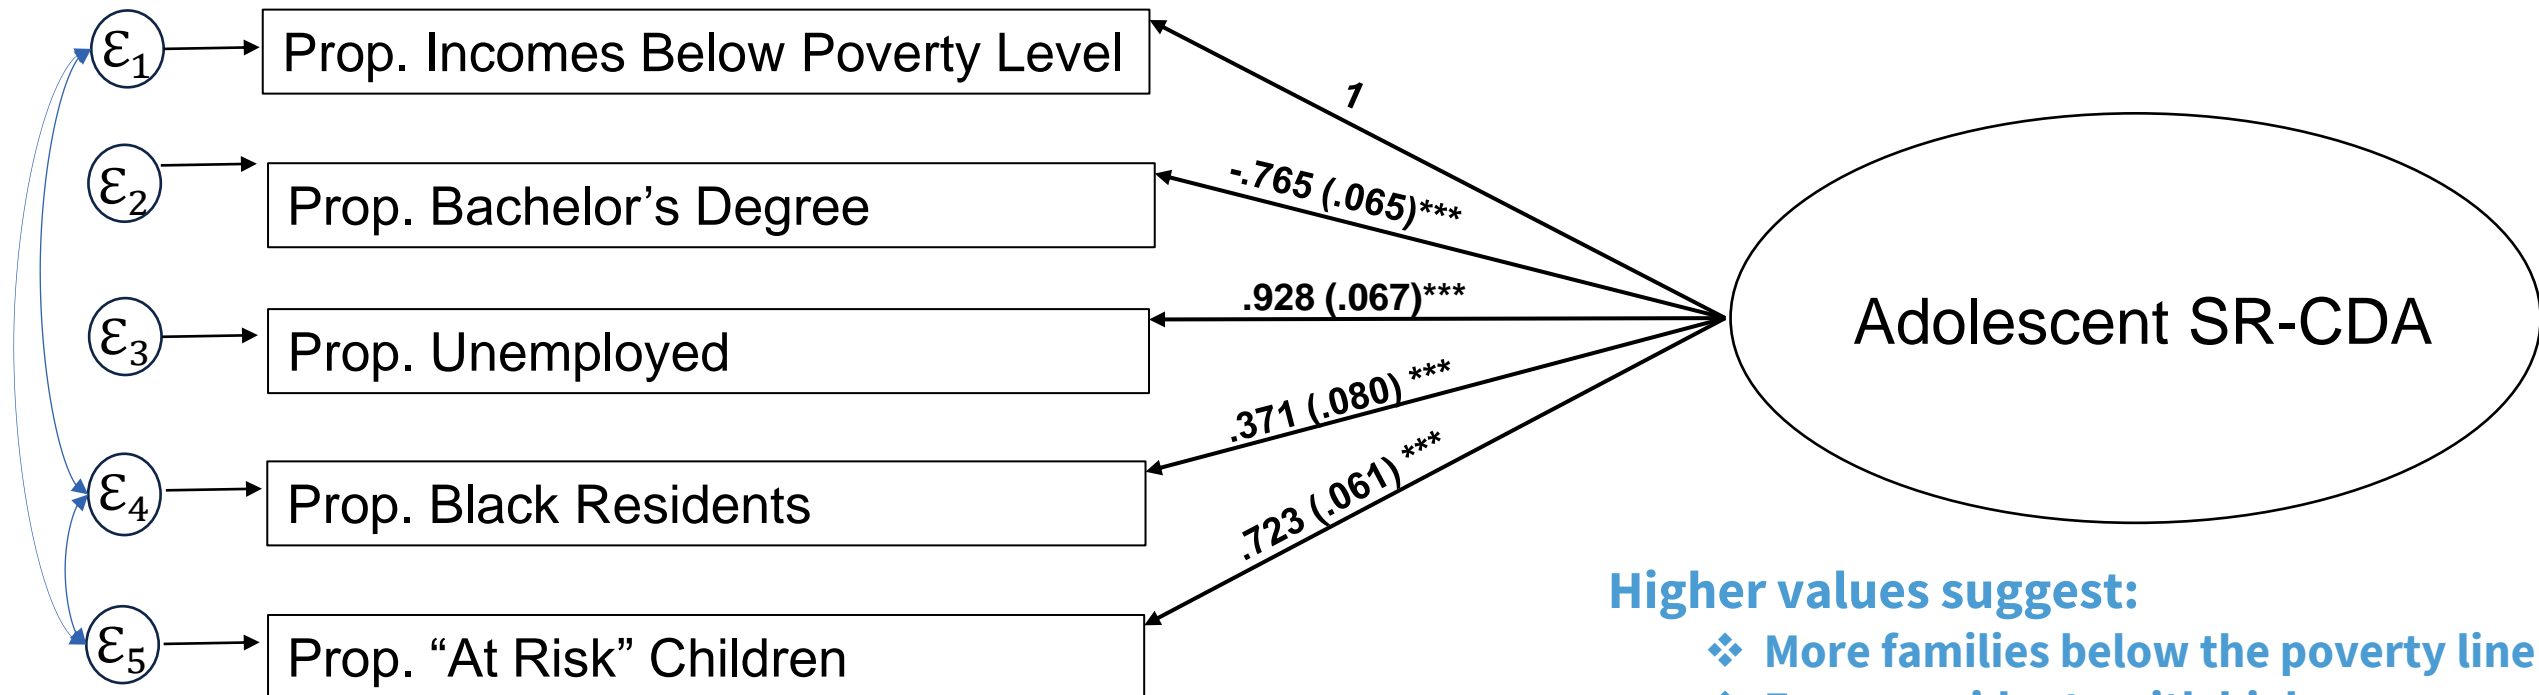 ε1
Prop. Incomes Below Poverty Level
1
ε2
Prop. Bachelor’s Degree
-.765 (.065)***
ε3
Prop. Unemployed
.928 (.067)***
Adolescent SR-CDA
ε4
Prop. Black Residents
.371 (.080) ***
ε5
Prop. “At Risk” Children
.723 (.061) ***
Higher values suggest:
❖ More families below the poverty line